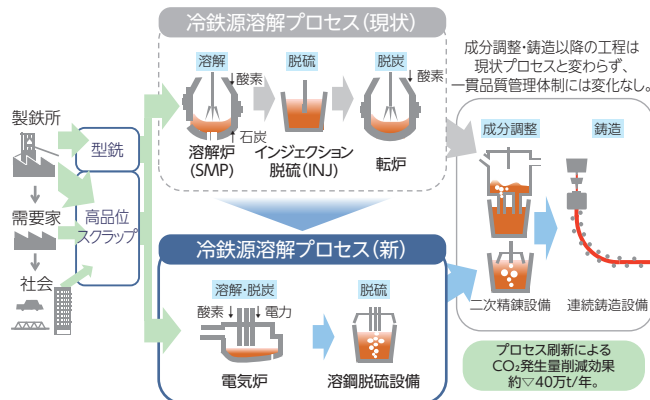 冷鉄源溶解プロセス（現状）
溶解
脱硫
脱炭
酸素
酸素
石炭
溶解炉
(SMP)
インジェクション
脱硫(INJ)
転炉
成分調整・鋳造以降の工程は
現状プロセスと変わらず、
一貫品質管理体制には変化なし。
製鉄所
需要家
社会
型銑
高品位
スクラップ
冷鉄源溶解プロセス（新）
溶解・脱炭
脱硫
酸素
電力
電気炉
溶鋼脱硫設備
成分調整
鋳造
二次精錬設備
連続鋳造設備
プロセス刷新による
CO₂発生量削減効果
約▽40万t/年。